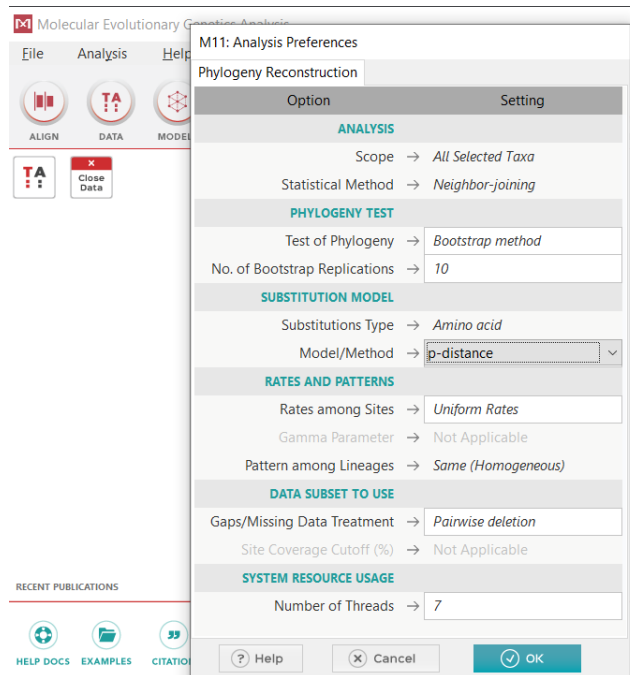 Molecular Evolutionary Genetics Analysis
File Analysis Help
ALIGN DATA MODEL
TA
Close
Data
M11: Analysis Preferences
Phylogeny Reconstruction
Option Setting
ANALYSIS
Scope → All Selected Taxa
Statistical Method → Neighbor-joining
PHYLOGENY TEST
Test of Phylogeny → Bootstrap method
No. of Bootstrap Replications → 10
SUBSTITUTION MODEL
Substitutions Type → Amino acid
Model/Method → p-distance
RATES AND PATTERNS
Rates among Sites → Uniform Rates
Gamma Parameter → Not Applicable
Pattern among Lineages → Same (Homogeneous)
DATA SUBSET TO USE
Gaps/Missing Data Treatment → Pairwise deletion
Site Coverage Cutoff (%) → Not Applicable
SYSTEM RESOURCE USAGE
Number of Threads → 7
RECENT PUBLICATIONS
HELP DOCS EXAMPLES CITATIO
? Help Cancel OK